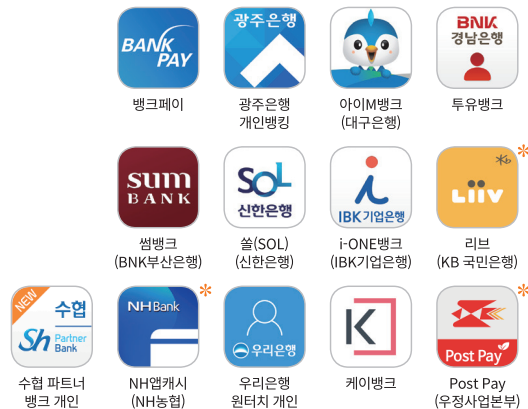 BANK
PAY
광주은행
BNK
경남은행
뱅크페이
광주은행
개인뱅킹
아이M뱅크
(대구은행)
투유뱅크
sum
BANK
SOL
신한은행
IBK기업은행
kb
Liiv
*
썸뱅크
(BNK부산은행)
쏠(SOL)
(신한은행)
i-ONE뱅크
(IBK기업은행)
리브
(KB 국민은행)
NEW
수협
Sh Partner
Bank
NHBank
*
우리은행
K
Post Pay
*
수협 파트너
뱅크 개인
NH앱캐시
(NH농협)
우리은행
원터치 개인
케이뱅크
Post Pay
(우정사업본부)